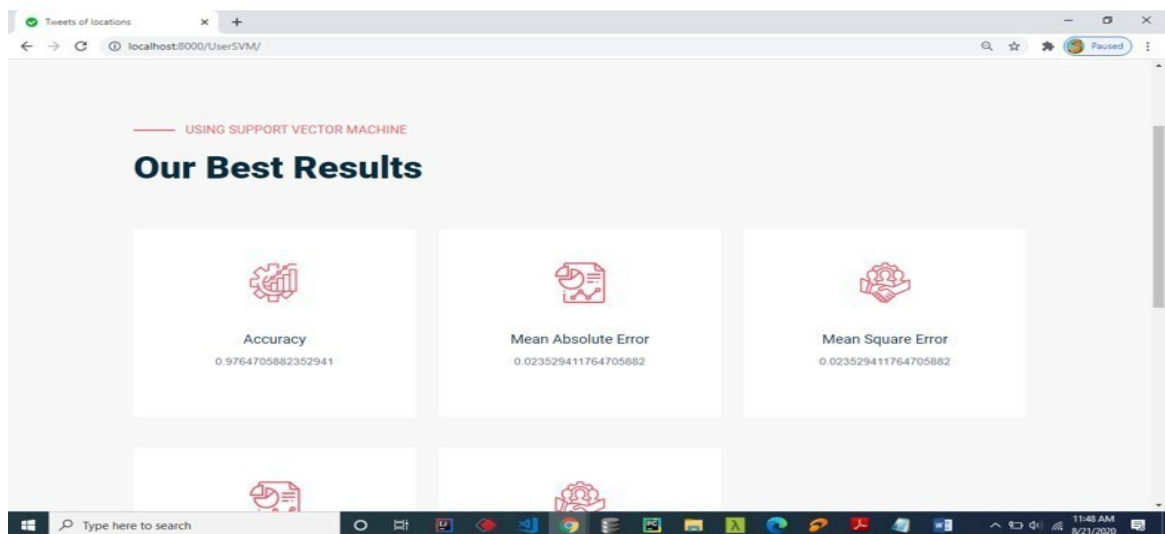 Tweets of locations
localhost:8000/UserSVM/
Paused
USING SUPPORT VECTOR MACHINE
Our Best Results
Accuracy
0.9764705882352941
Mean Absolute Error
0.023529411764705882
Mean Square Error
0.023529411764705882
Type here to search
11:48 AM
8/21/2020